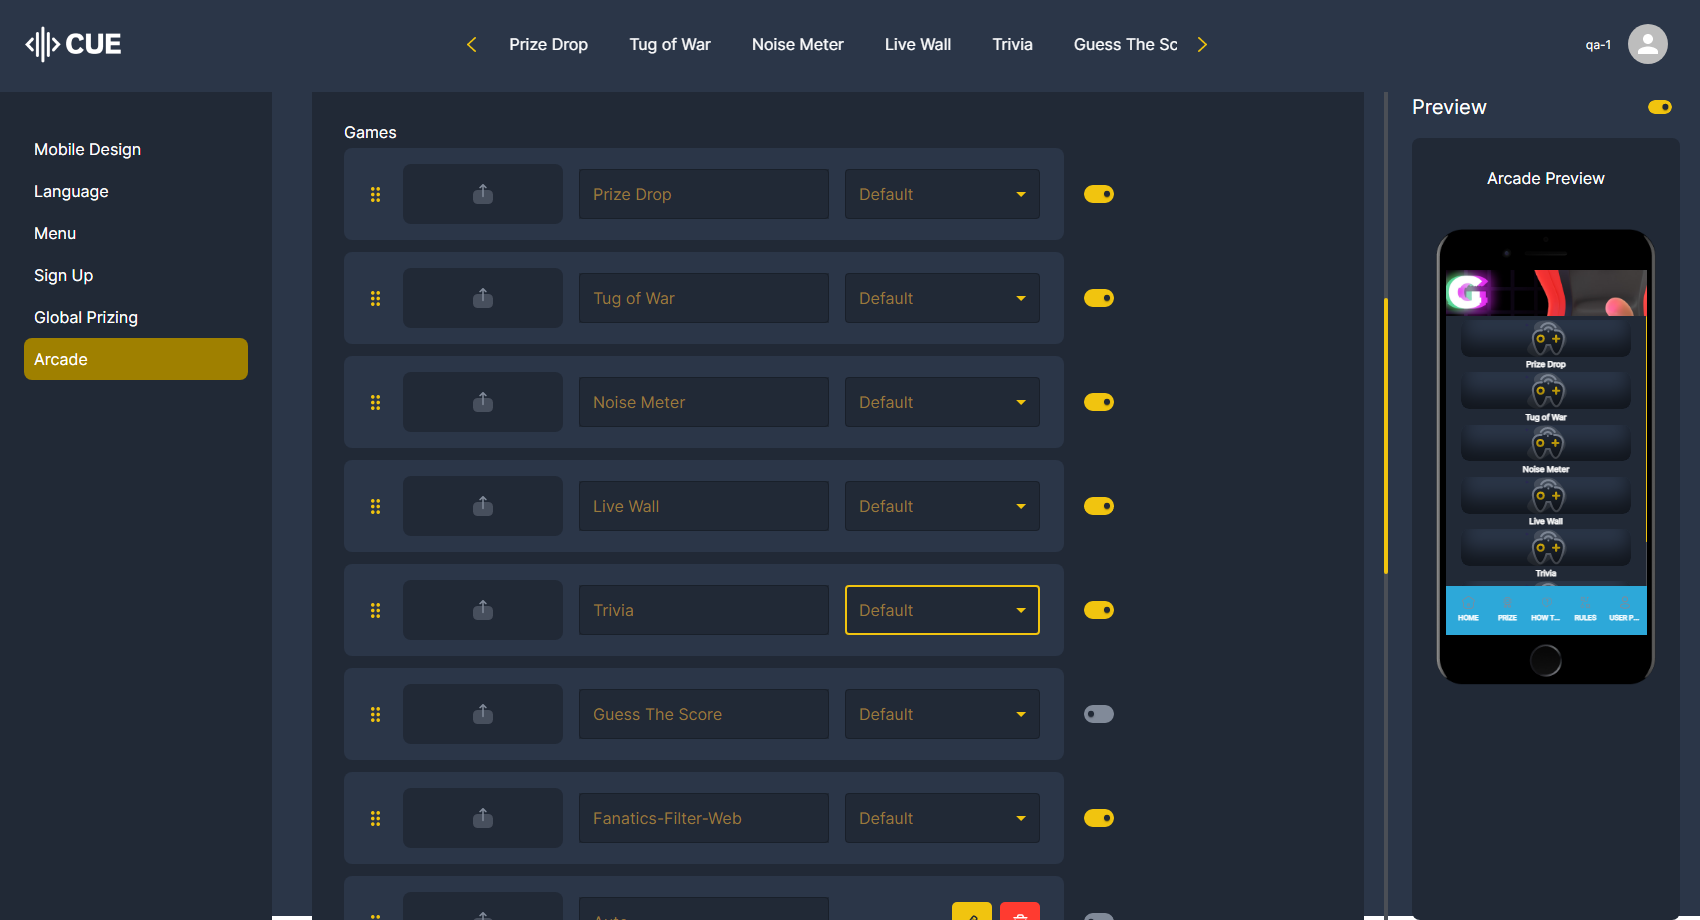 CUE
Prize Drop
Tug of War
Noise Meter
Live Wall
Trivia
Guess The Sc
qa-1
Mobile Design
Language
Menu
Sign Up
Global Prizing
Arcade
Games
Prize Drop
Default
Tug of War
Default
Noise Meter
Default
Live Wall
Default
Trivia
Default
Guess The Score
Default
Fanatics-Filter-Web
Default
Auto
Preview
Arcade Preview
G
Prize Drop
Tug of War
Noise Meter
Live Wall
Trivia
HOME
PRIZE
HOW T...
RULES
USER P...